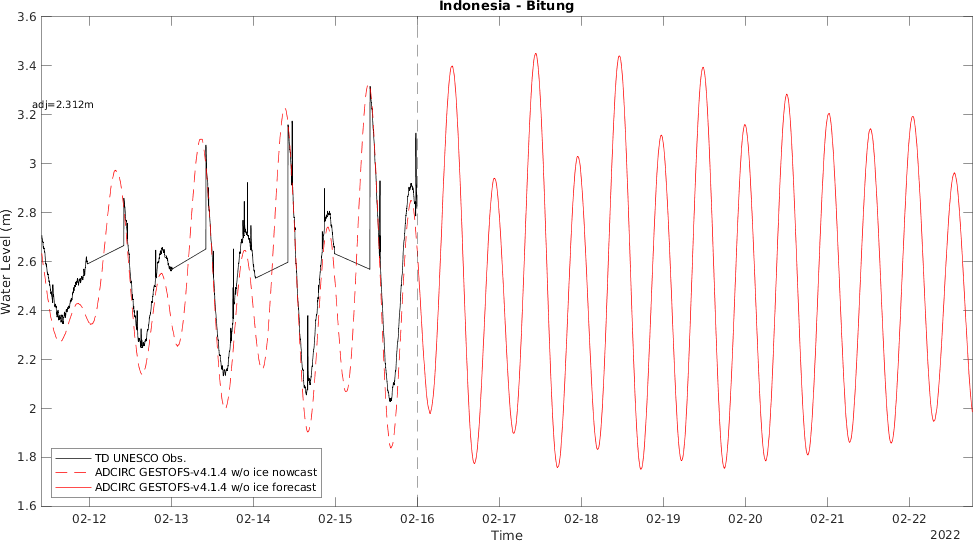 Indonesia - Bitung
3.6
3.4
adj=2.312m
3.2
3
2.8
2.6
2.4
2.2
2
1.8
1.6
Water Level (m)
TD UNESCO Obs.
ADCIRC GESTOFS-v4.1.4 w/o ice nowcast
ADCIRC GESTOFS-v4.1.4 w/o ice forecast
02-12 02-13 02-14 02-15 02-16 02-17 02-18 02-19 02-20 02-21 02-22
Time
2022